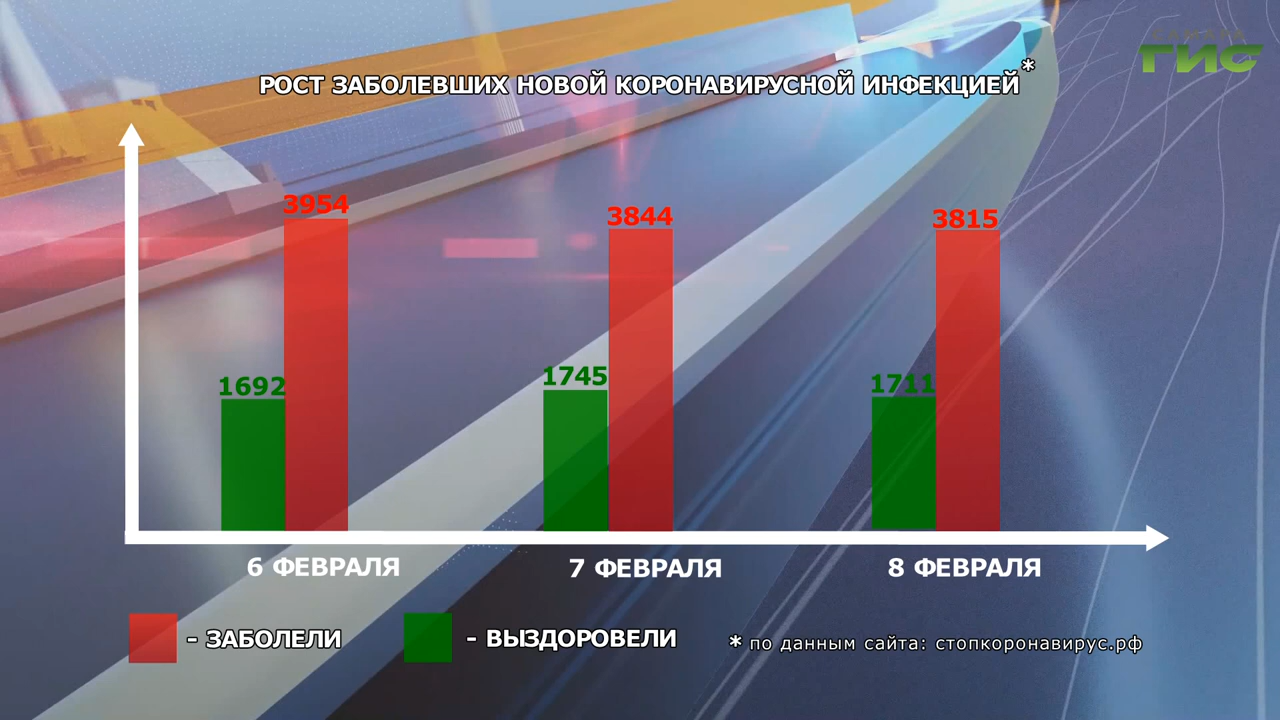 САМАРА
ГИС
РОСТ ЗАБОЛЕВШИХ НОВОЙ КОРОНАВИРУСНОЙ ИНФЕКЦИЕЙ*
3954
3844
3815
1692
1745
1711
6 ФЕВРАЛЯ
7 ФЕВРАЛЯ
8 ФЕВРАЛЯ
- ЗАБОЛЕЛИ
- ВЫЗДОРОВЕЛИ
* по данным сайта: стопкоронавирус.рф